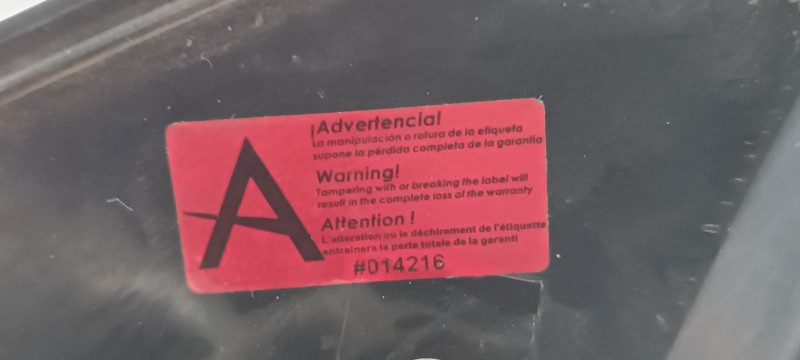 A
¡Advertencia!
La manipulación o rotura de la etiqueta
supone la pérdida completa de la garantía
Warning!
Tampering with or breaking the label will
result in the complete loss of the warranty
Attention !
L'altération ou le déchirement de l'étiquette
entrainera la perte totale de la garanti
#014216